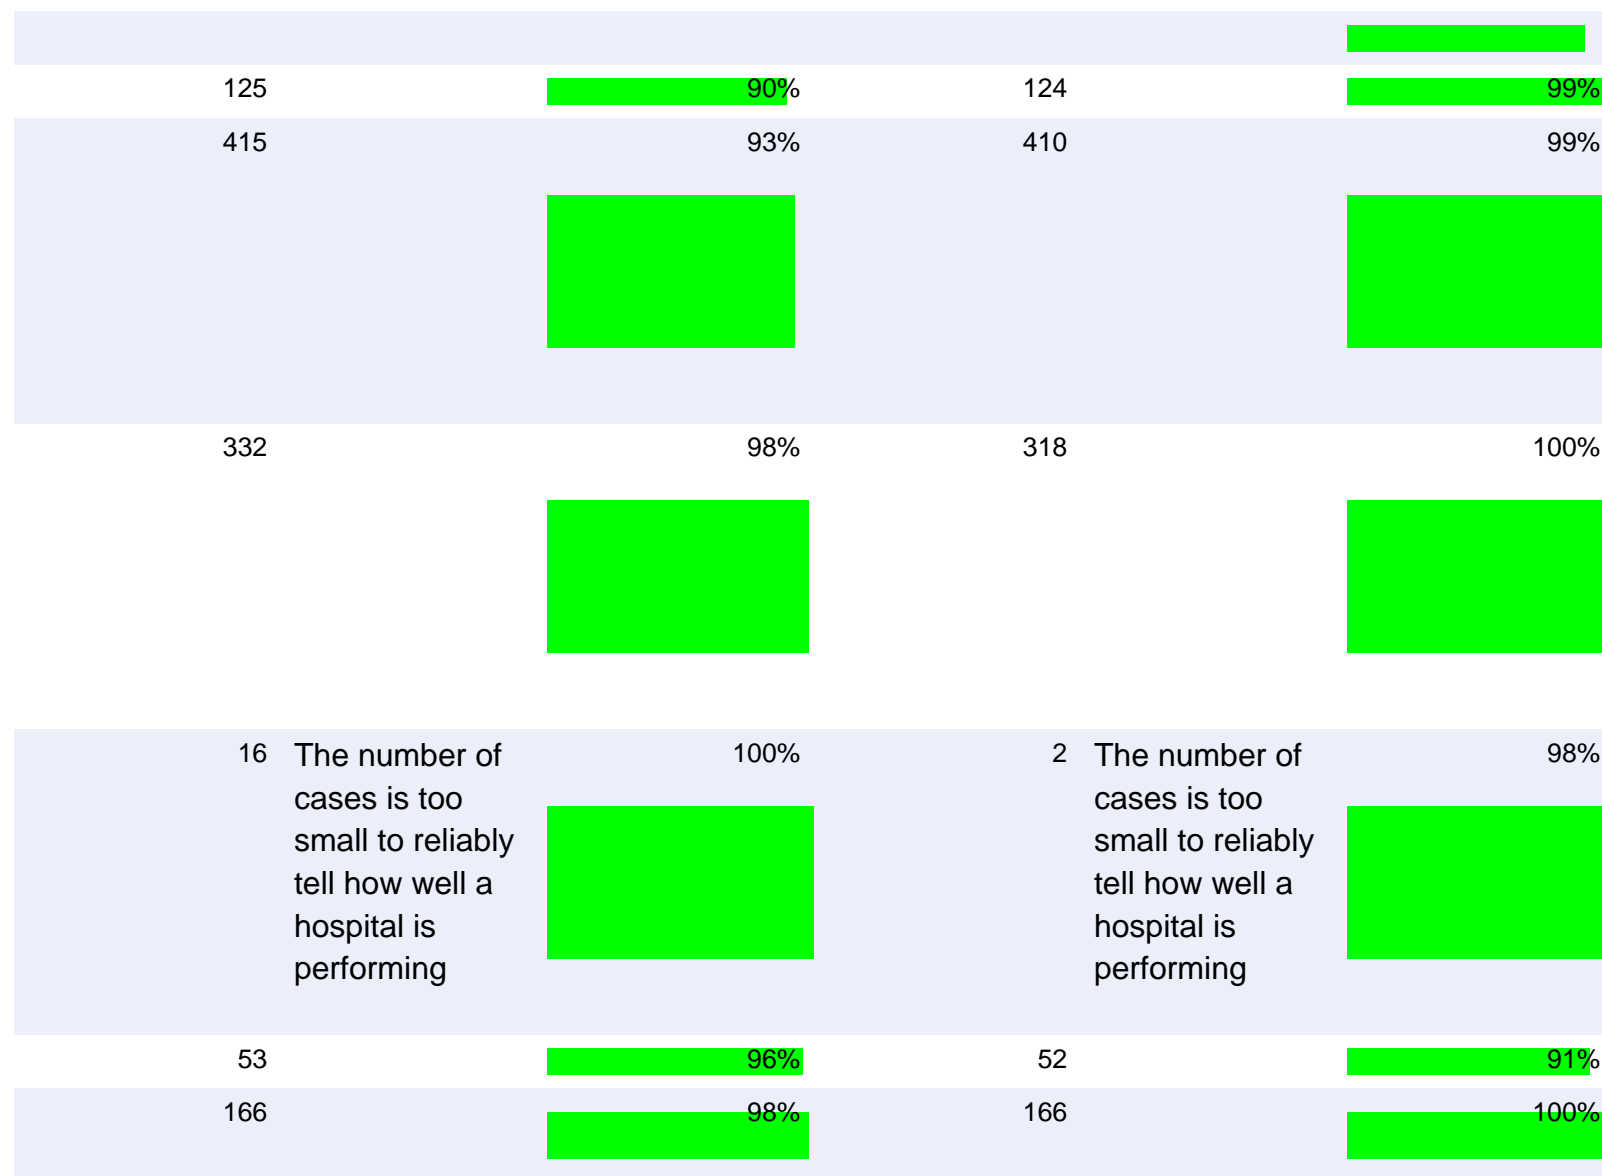 125 90% 124 99%
415 93% 410 99%
332 98% 318 100%
16 The number of 100% 2 The number of 98%
cases is too cases is too
small to reliably small to reliably
tell how well a tell how well a
hospital is hospital is
performing performing
53 96% 52 91%
166 98% 166 100%